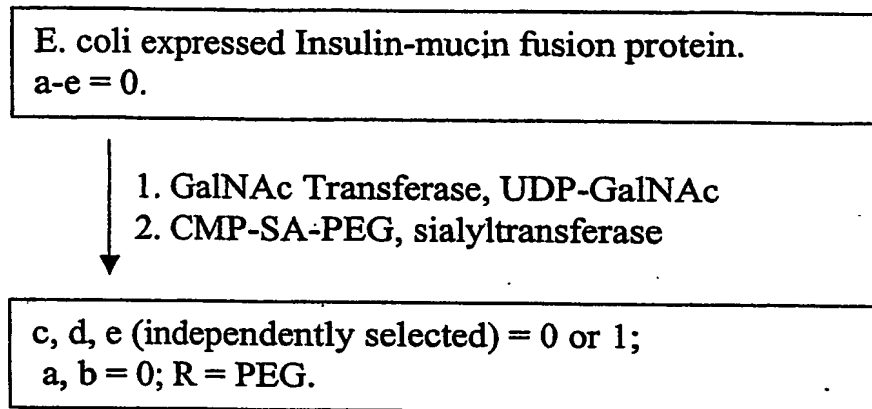 E. coli expressed Insulin-mucin fusion protein.
a-e = 0.
1. GalNAc Transferase, UDP-GalNAc
2. CMP-SA-PEG, sialyltransferase
c, d, e (independently selected) = 0 or 1;
a, b = 0; R = PEG.